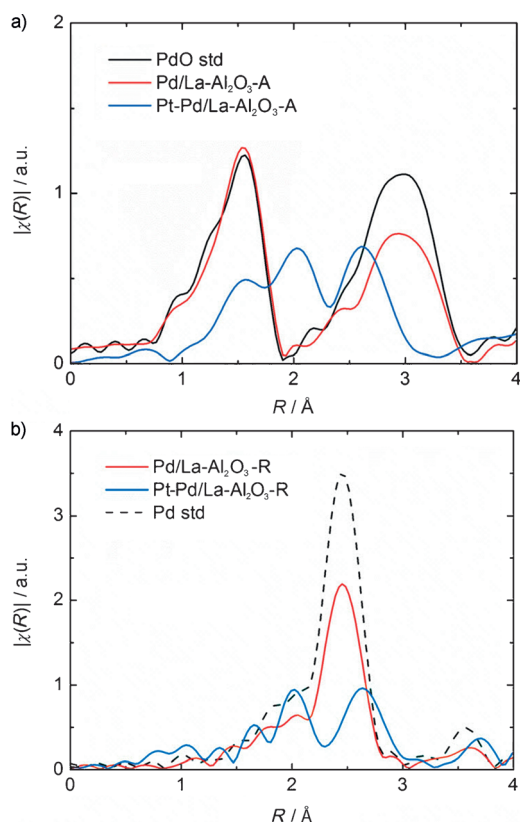 a)
2
PdO std
Pd/La-Al₂O₃-A
Pt-Pd/La-Al₂O₃-A
|χ(R)| / a.u.
1
0
0 1 2 3 4
R / Å
b)
4
Pd/La-Al₂O₃-R
Pt-Pd/La-Al₂O₃-R
Pd std
3
|χ(R)| / a.u.
2
1
0
0 1 2 3 4
R / Å